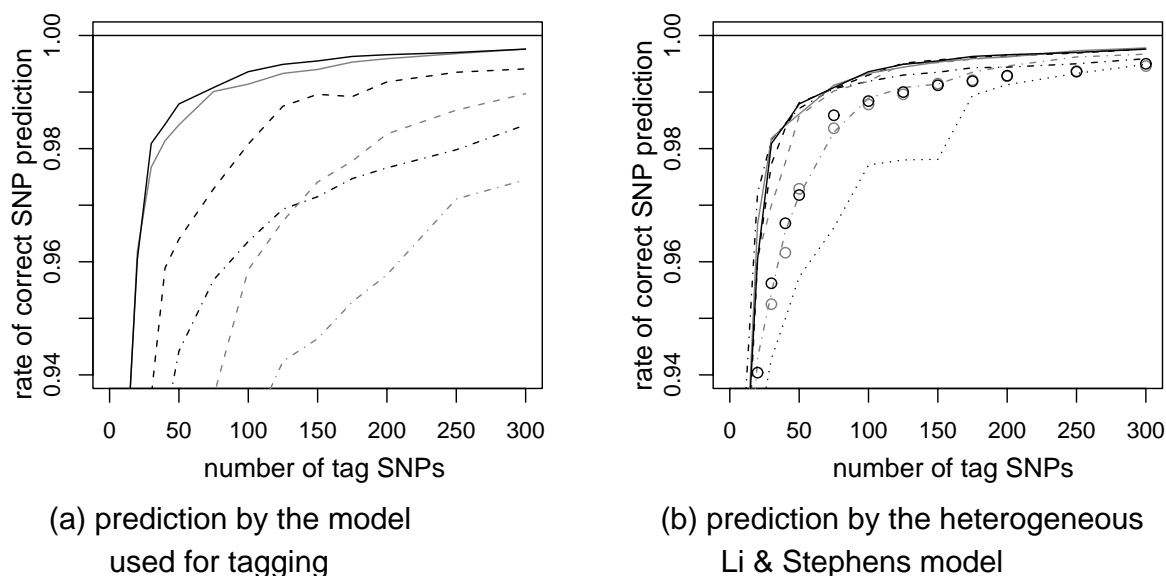 rate of correct SNP prediction
1.00
0.98
0.96
0.94
0 50 100 150 200 250 300
number of tag SNPs
(a) prediction by the model
used for tagging
rate of correct SNP prediction
1.00
0.98
0.96
0.94
0 50 100 150 200 250 300
number of tag SNPs
(b) prediction by the heterogeneous
Li & Stephens model